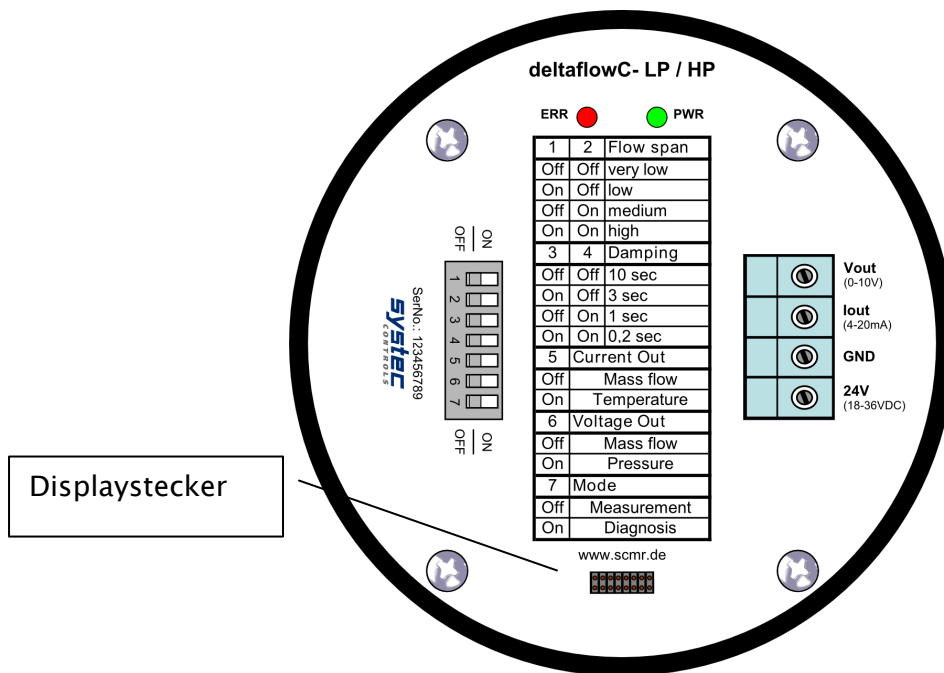 deltaflowC- LP / HP
ERR PWR
1 2 Flow span
Off Off very low
On Off low
Off On medium
On On high
3 4 Damping
Off Off 10 sec
On Off 3 sec
Off On 1 sec
On On 0,2 sec
5 Current Out
Off Mass flow
On Temperature
6 Voltage Out
Off Mass flow
On Pressure
7 Mode
Off Measurement
On Diagnosis
www.scmr.de
ON
OFF
1
2
3
4
5
6
7
ON
OFF
SerNo.: 123456789
systec
CONTROLS
Vout
(0-10V)
Iout
(4-20mA)
GND
24V
(18-36VDC)
Displaystecker